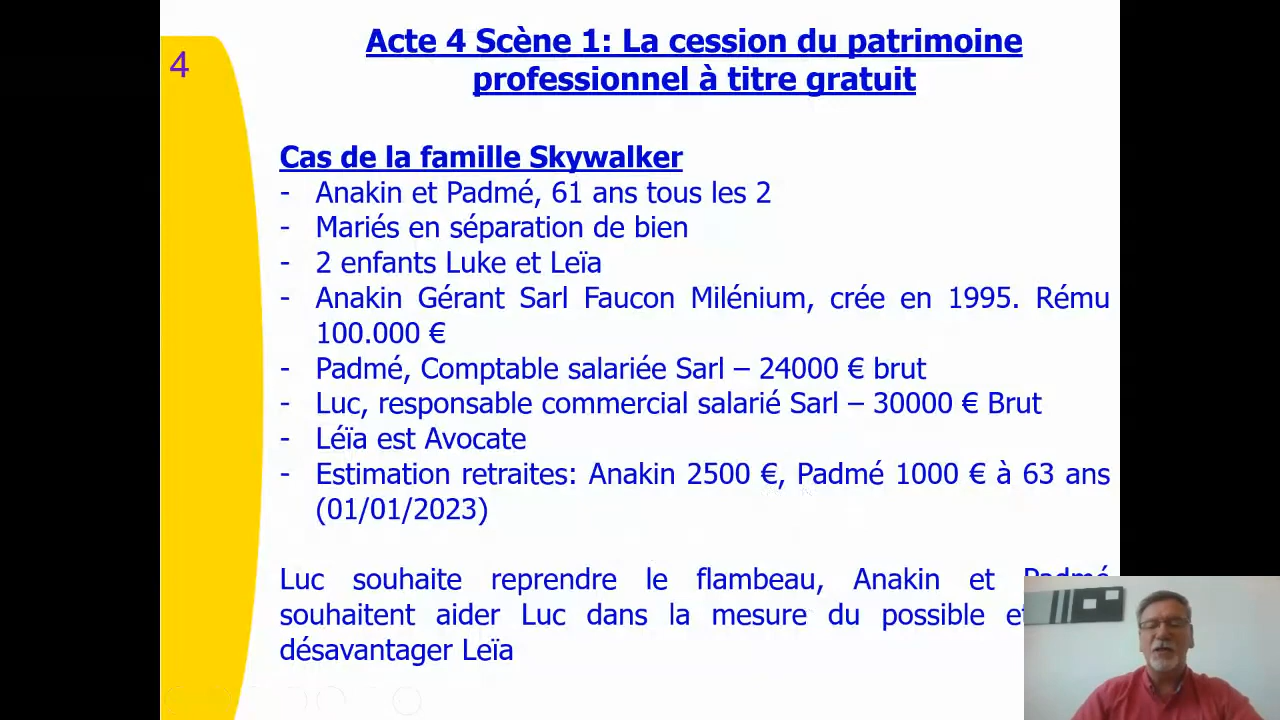 4
Acte 4 Scène 1: La cession du patrimoine
professionnel à titre gratuit
Cas de la famille Skywalker
- Anakin et Padmé, 61 ans tous les 2
- Mariés en séparation de bien
- 2 enfants Luke et Leïa
- Anakin Gérant Sarl Faucon Milénium, crée en 1995. Rému
100.000 €
- Padmé, Comptable salariée Sarl – 24000 € brut
- Luc, responsable commercial salarié Sarl – 30000 € Brut
- Léïa est Avocate
- Estimation retraites: Anakin 2500 €, Padmé 1000 € à 63 ans
(01/01/2023)
Luc souhaite reprendre le flambeau, Anakin et Padmé
souhaitent aider Luc dans la mesure du possible
désavantager Leïa